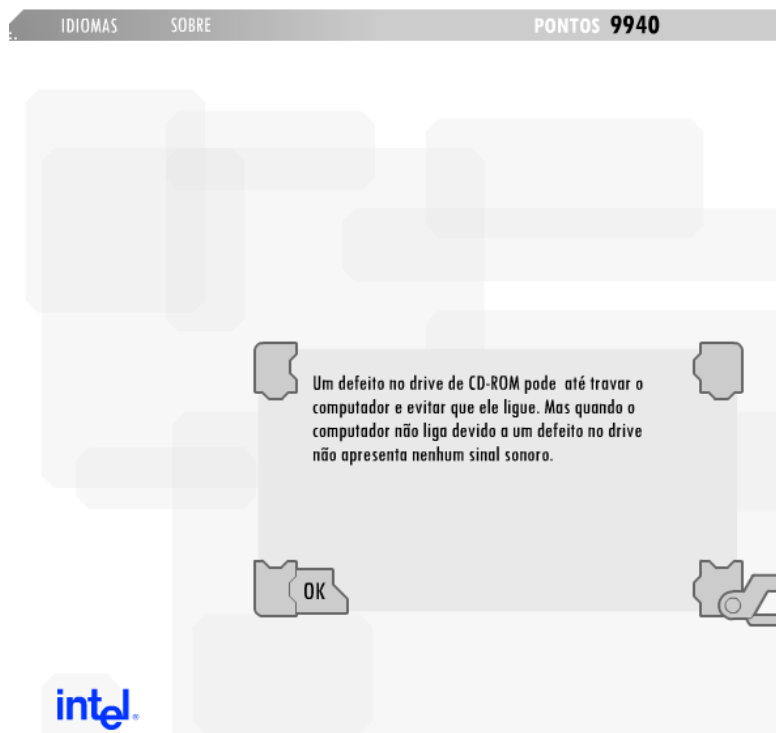 IDIOMAS SOBRE PONTOS 9940
Um defeito no drive de CD-ROM pode até travar o
computador e evitar que ele ligue. Mas quando o
computador não liga devido a um defeito no drive
não apresenta nenhum sinal sonoro.
OK
intel®